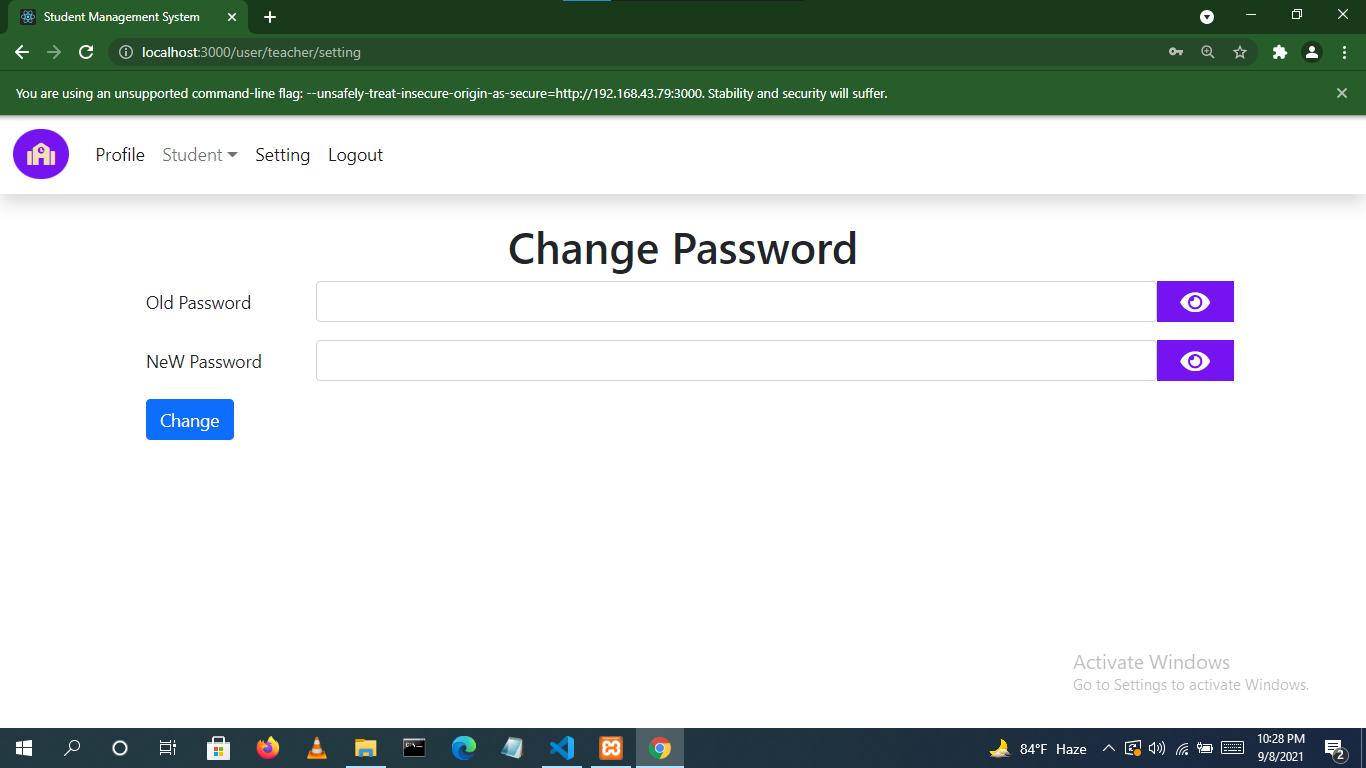 Student Management System
localhost:3000/user/teacher/setting
You are using an unsupported command-line flag: --unsafely-treat-insecure-origin-as-secure=http://192.168.43.79:3000. Stability and security will suffer.
Profile Student Setting Logout
Change Password
Old Password
NeW Password
Change
Activate Windows
Go to Settings to activate Windows.
84°F Haze
10:28 PM
9/8/2021
2